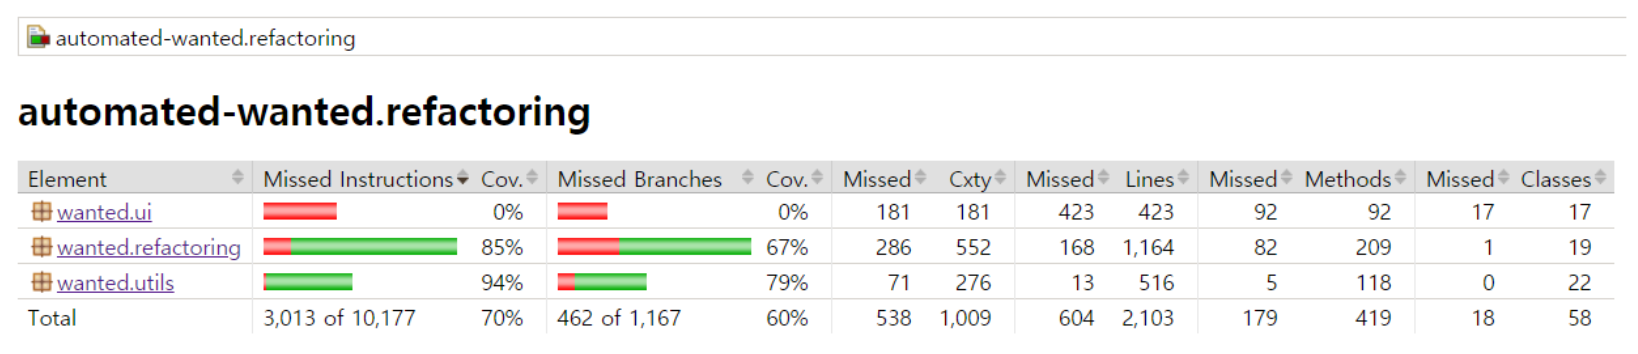 automated-wanted.refactoring
automated-wanted.refactoring
Element Missed Instructions Cov. Missed Branches Cov. Missed Cxty Missed Lines Missed Methods Missed Classes
wanted.ui 0% 0% 181 181 423 423 92 92 17 17
wanted.refactoring 85% 67% 286 552 168 1,164 82 209 1 19
wanted.utils 94% 79% 71 276 13 516 5 118 0 22
Total 3,013 of 10,177 70% 462 of 1,167 60% 538 1,009 604 2,103 179 419 18 58